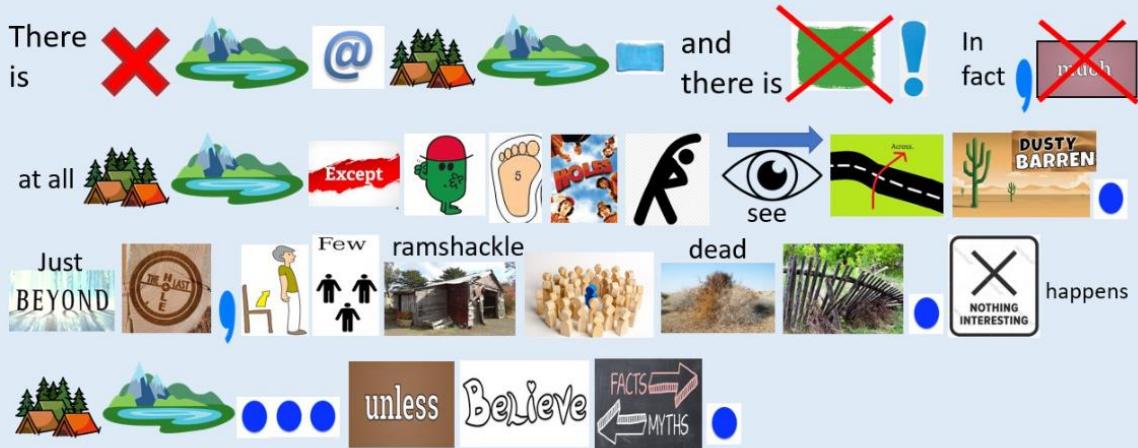 There is @ and there is ! In fact , much
at all Except 5 HOLES see Across. DUSTY BARREN
Just BEYOND THE LAST HOLE , Few ramshackle dead NOTHING INTERESTING happens
unless BeLieve FACTS MYTHS